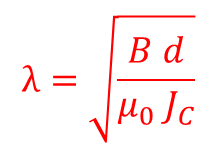 λ = √(B d / μ₀ J_C)